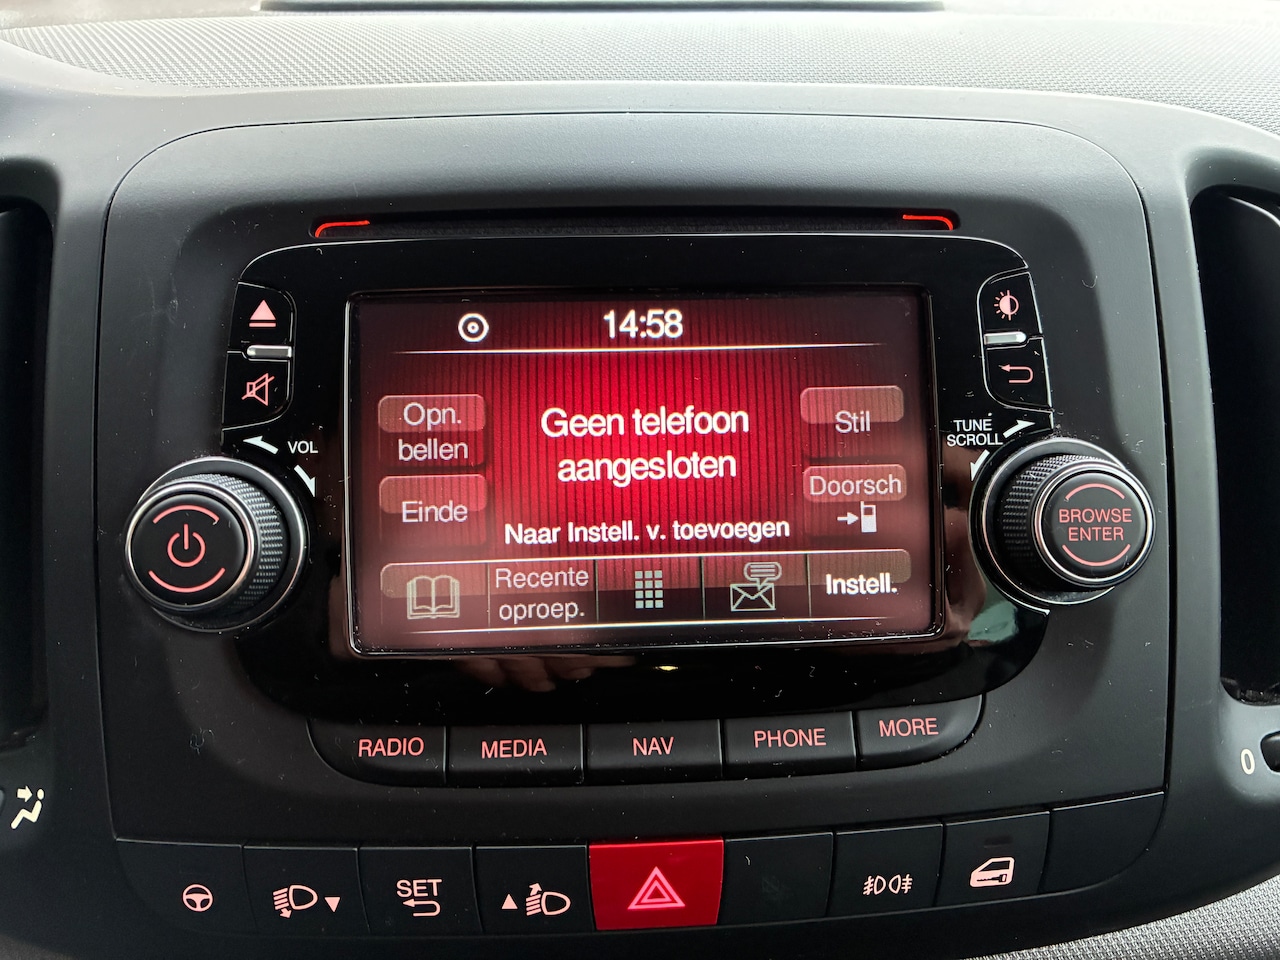 14:58
Opn.
bellen
Geen telefoon
aangesloten
Stil
Einde
Doorsch
Naar Instell. v. toevoegen
Recente
oproep.
Instell.
VOL
TUNE
SCROLL
BROWSE
ENTER
RADIO
MEDIA
NAV
PHONE
MORE
0
SET